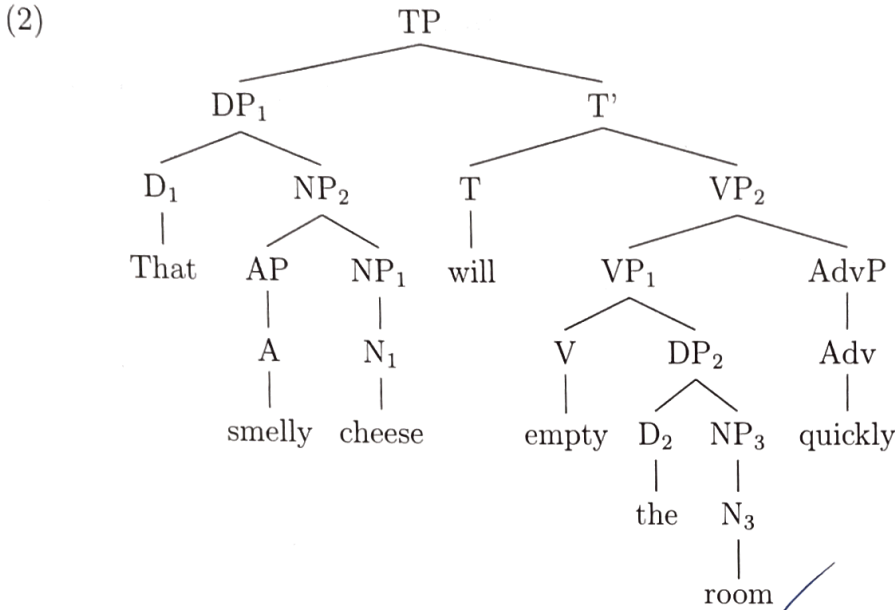 (2)
TP
DP₁ T’
D₁ NP₂ T VP₂
That AP NP₁ will VP₁ AdvP
A N₁ V DP₂ Adv
smelly cheese empty D₂ NP₃ quickly
the N₃
room